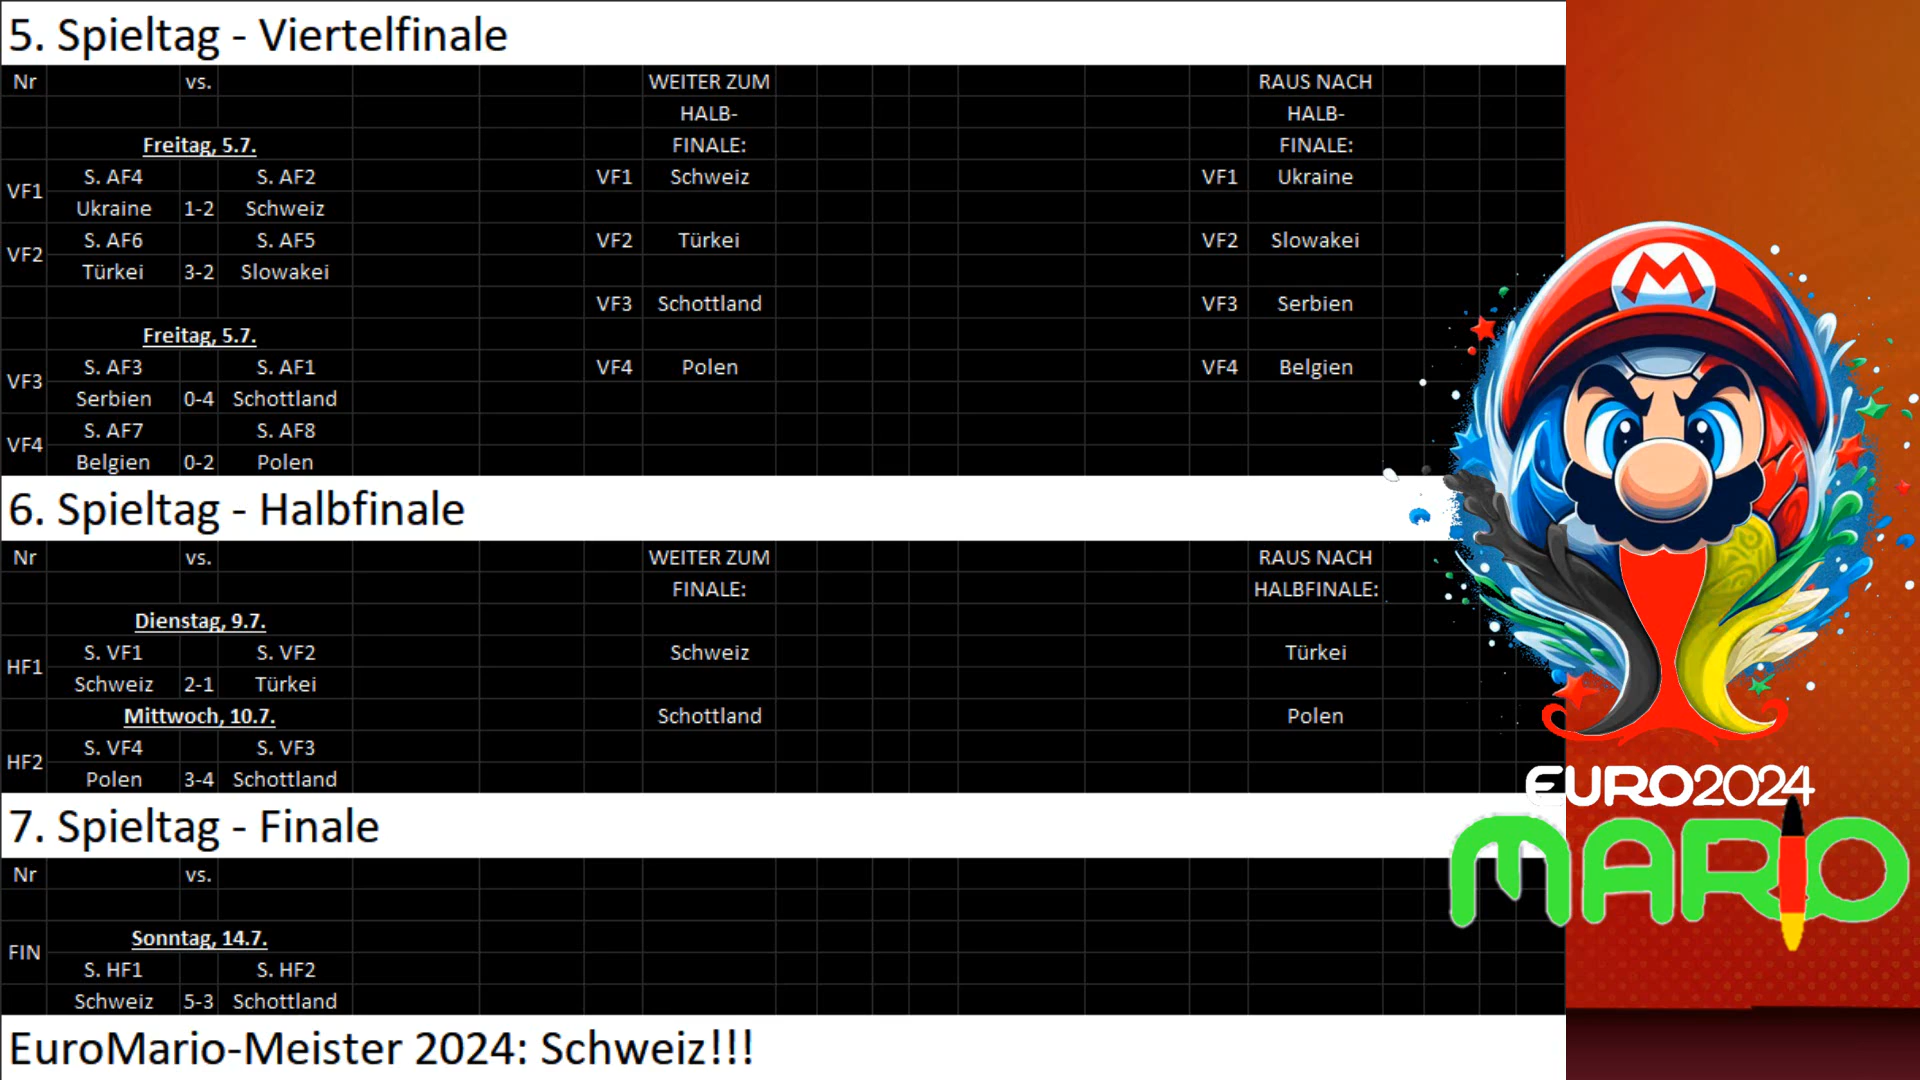 5. Spieltag - Viertelfinale
Nr vs. WEITER ZUM RAUS NACH
HALB- HALB-
Freitag, 5.7. FINALE: FINALE:
VF1 S. AF4 S. AF2 VF1 Schweiz VF1 Ukraine
Ukraine 1-2 Schweiz
VF2 S. AF6 S. AF5 VF2 Türkei VF2 Slowakei
Türkei 3-2 Slowakei
VF3 Schottland VF3 Serbien
Freitag, 5.7.
VF3 S. AF3 S. AF1 VF4 Polen VF4 Belgien
Serbien 0-4 Schottland
VF4 S. AF7 S. AF8
Belgien 0-2 Polen
6. Spieltag - Halbfinale
Nr vs. WEITER ZUM RAUS NACH
FINALE: HALBFINALE:
Dienstag, 9.7.
HF1 S. VF1 S. VF2 Schweiz Türkei
Schweiz 2-1 Türkei
Mittwoch, 10.7. Schottland Polen
HF2 S. VF4 S. VF3
Polen 3-4 Schottland
7. Spieltag - Finale
Nr vs.
Sonntag, 14.7.
FIN S. HF1 S. HF2
Schweiz 5-3 Schottland
EuroMario-Meister 2024: Schweiz!!!
M
EURO2024
MARIO